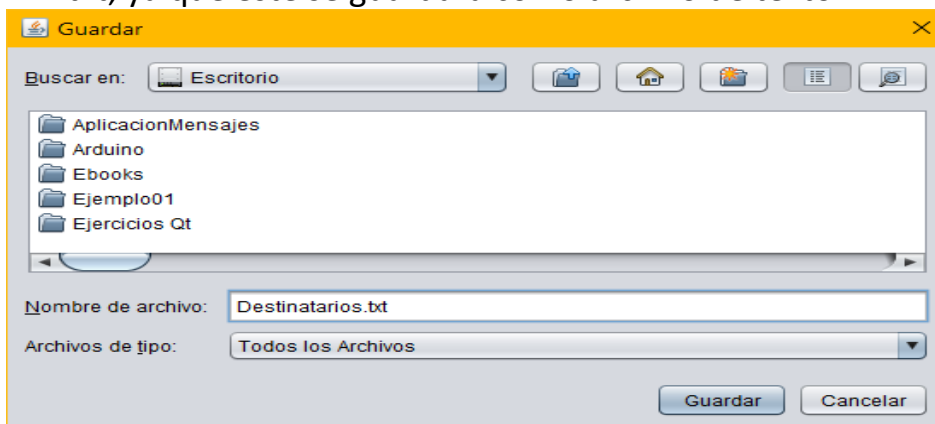 Guardar
Buscar en: Escritorio
AplicacionMensajes
Arduino
Ebooks
Ejemplo01
Ejercicios Qt
Nombre de archivo: Destinatarios.txt
Archivos de tipo: Todos los Archivos
Guardar Cancelar